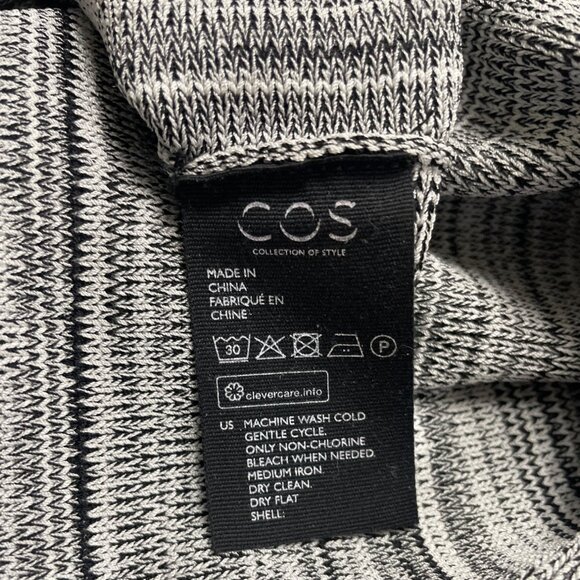 COS
COLLECTION OF STYLE
MADE IN
CHINA
FABRIQUÉ EN
CHINE
30 P
clevercare.info
US MACHINE WASH COLD
GENTLE CYCLE.
ONLY NON-CHLORINE
BLEACH WHEN NEEDED.
MEDIUM IRON.
DRY CLEAN.
DRY FLAT
SHELL: